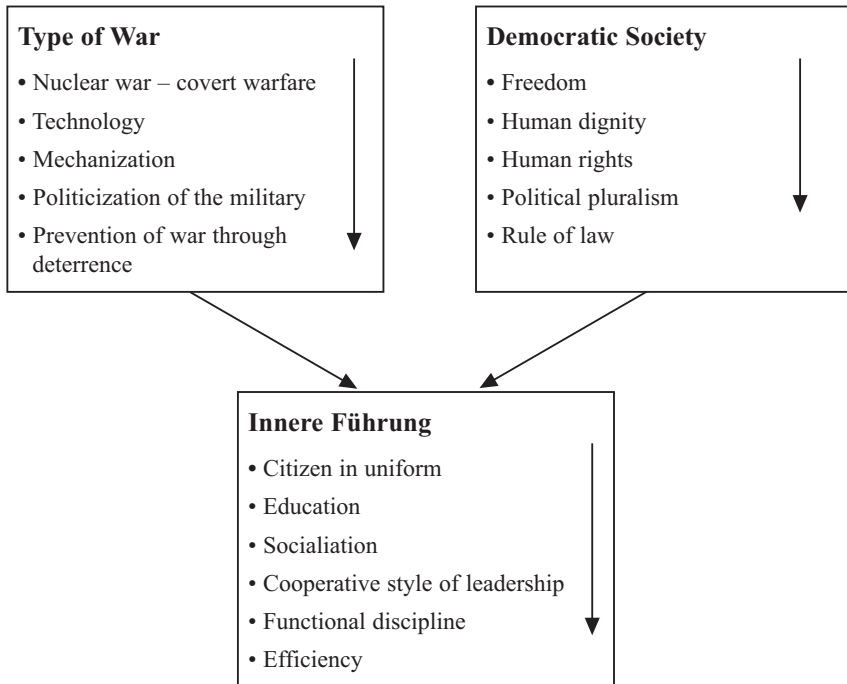 Type of War
• Nuclear war – covert warfare
• Technology
• Mechanization
• Politicization of the military
• Prevention of war through
deterrence
Democratic Society
• Freedom
• Human dignity
• Human rights
• Political pluralism
• Rule of law
Innere Führung
• Citizen in uniform
• Education
• Socialiation
• Cooperative style of leadership
• Functional discipline
• Efficiency